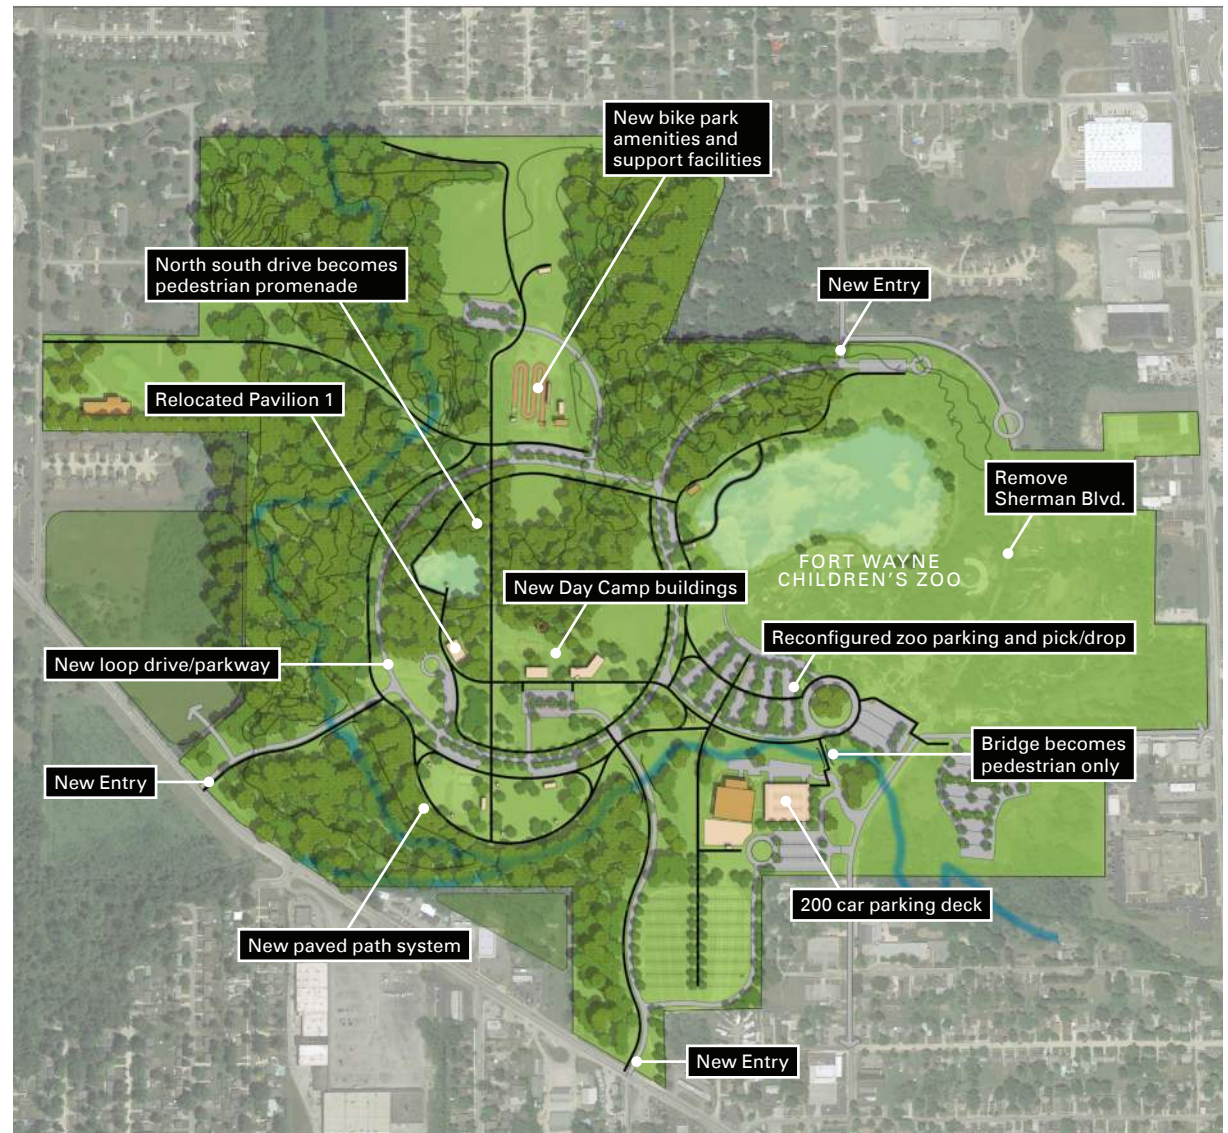 New bike park
amenities and
support facilities
North south drive becomes
pedestrian promenade
New Entry
Relocated Pavilion 1
Remove
Sherman Blvd.
FORT WAYNE
CHILDREN'S ZOO
New Day Camp buildings
Reconfigured zoo parking and pick/drop
New loop drive/parkway
Bridge becomes
pedestrian only
New Entry
200 car parking deck
New paved path system
New Entry